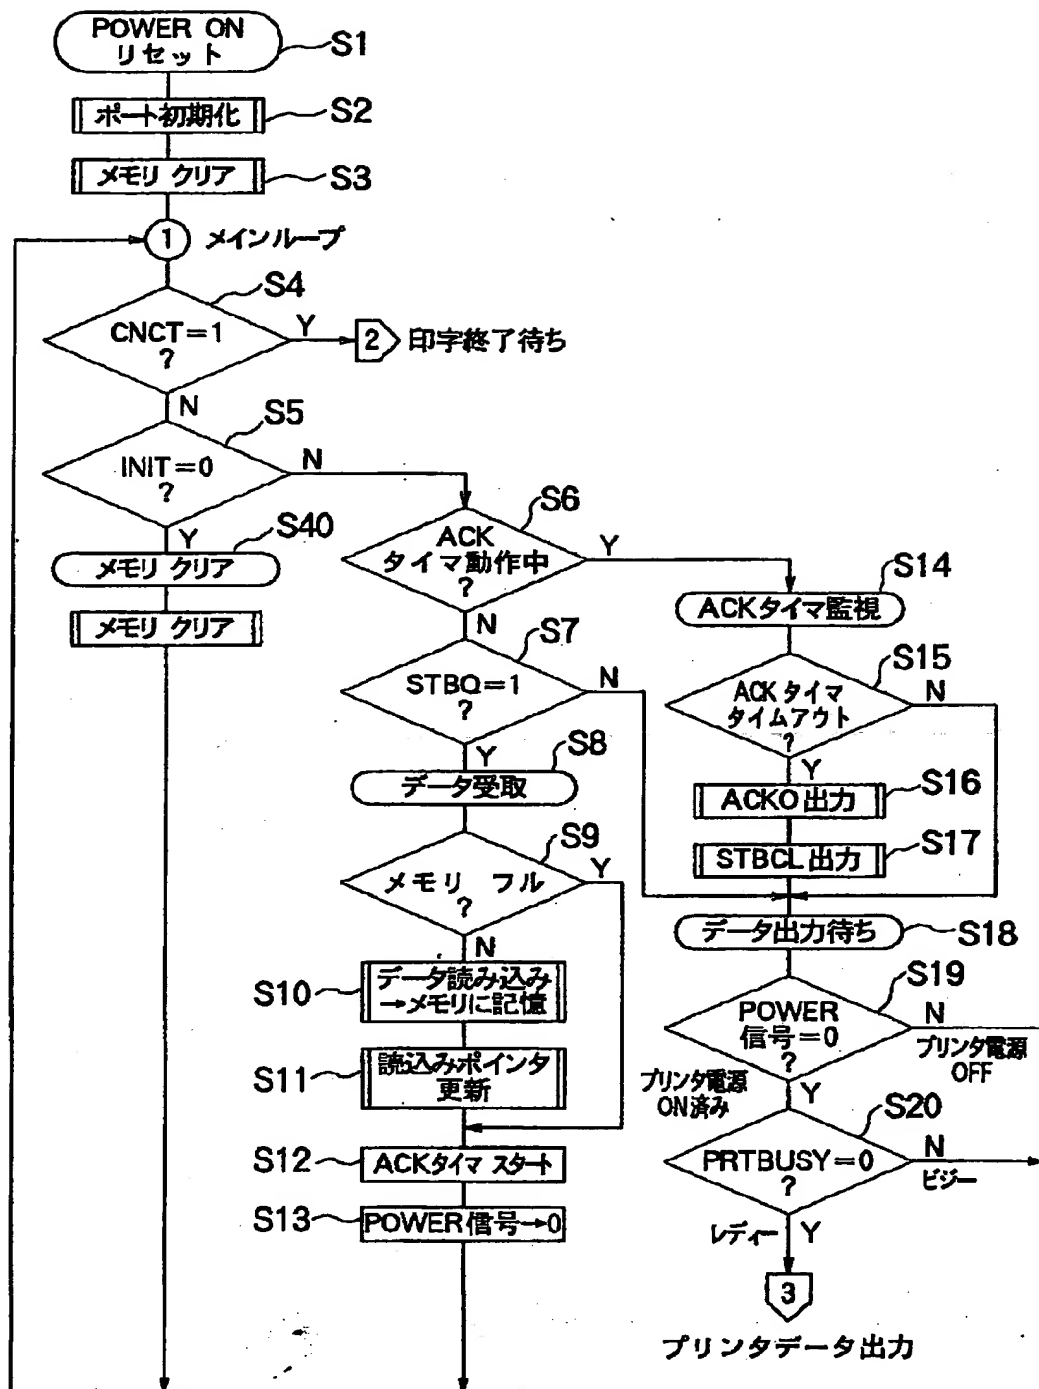 POWER ON
リセット
S1
ポート初期化
S2
メモリ クリア
S3
1
メインループ
S4
CNCT=1
?
Y
2
印字終了待ち
N
S5
INIT=0
?
N
Y
S40
メモリ クリア
メモリ クリア
S6
ACK
タイマ動作中
?
Y
N
S7
STBQ=1
?
N
Y
S8
データ受取
S9
メモリ フル
?
Y
N
S10
データ読み込み
→メモリに記憶
S11
読込みポインタ
更新
S12
ACKタイマ スタート
S13
POWER信号→0
S14
ACKタイマ監視
S15
ACKタイマ
タイムアウト
?
N
Y
S16
ACKO出力
S17
STBCL出力
データ出力待ち
S18
S19
POWER
信号=0
?
N
プリンタ電源
OFF
プリンタ電源
ON済み
Y
S20
PRTBUSY=0
?
N
ビジー
レディー
Y
3
プリンタデータ出力